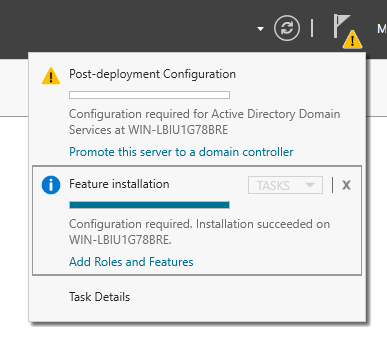 M
Post-deployment Configuration
Configuration required for Active Directory Domain
Services at WIN-LBIU1G78BRE
Promote this server to a domain controller
Feature installation
TASKS
X
Configuration required. Installation succeeded on
WIN-LBIU1G78BRE.
Add Roles and Features
Task Details